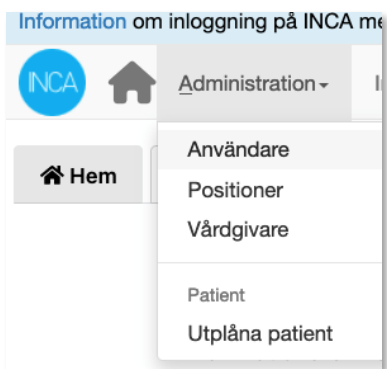 Information om inloggning på INCA me
INCA Administration
Användare
Hem
Positioner
Vårdgivare
Patient
Utplåna patient